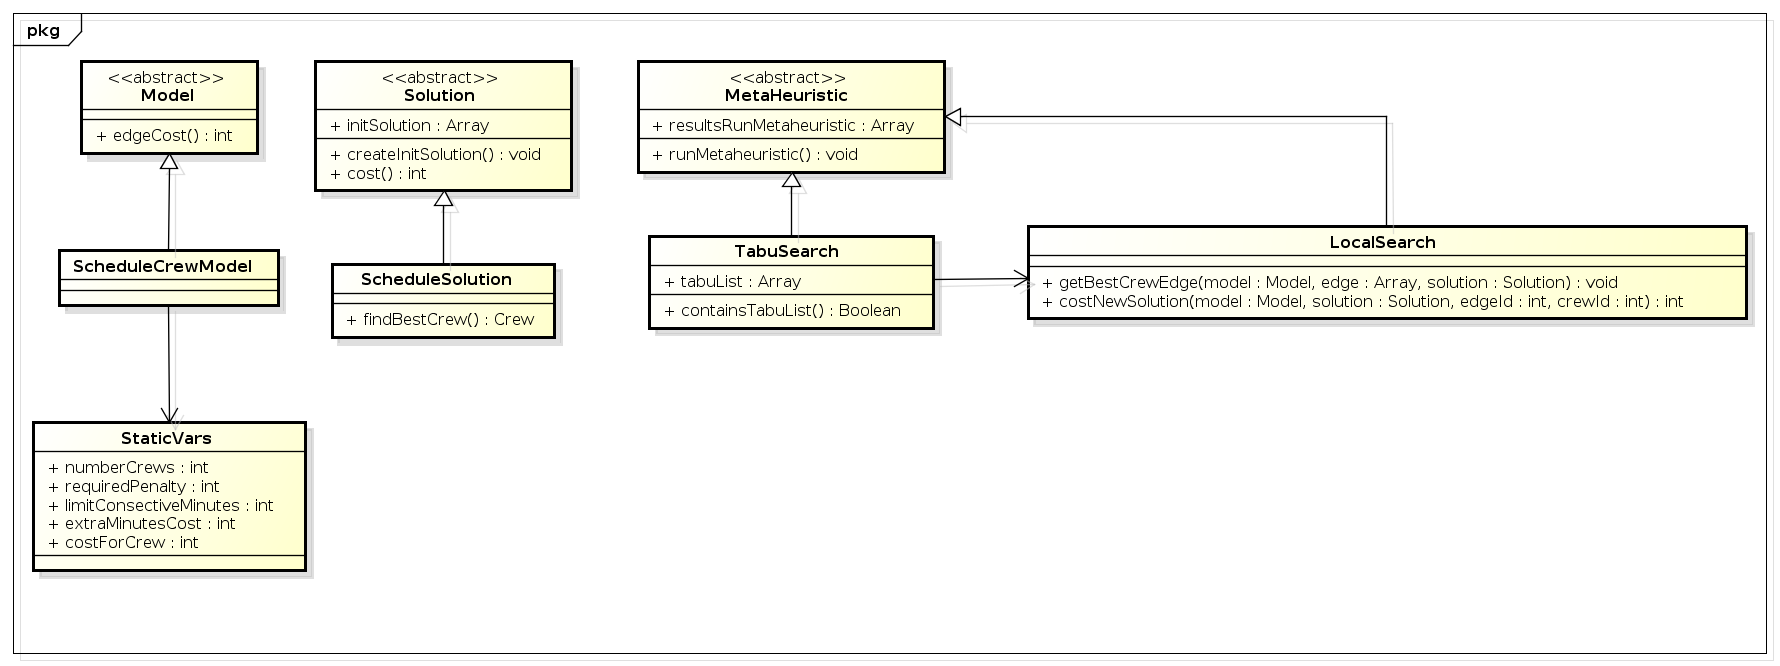 pkg
<<abstract>>
Model
+ edgeCost() : int
<<abstract>>
Solution
+ initSolution : Array
+ createInitSolution() : void
+ cost() : int
<<abstract>>
MetaHeuristic
+ resultsRunMetaheuristic : Array
+ runMetaheuristic() : void
ScheduleCrewModel
ScheduleSolution
+ findBestCrew() : Crew
TabuSearch
+ tabuList : Array
+ containsTabuList() : Boolean
LocalSearch
+ getBestCrewEdge(model : Model, edge : Array, solution : Solution) : void
+ costNewSolution(model : Model, solution : Solution, edgeId : int, crewId : int) : int
StaticVars
+ numberCrews : int
+ requiredPenalty : int
+ limitConsectiveMinutes : int
+ extraMinutesCost : int
+ costForCrew : int